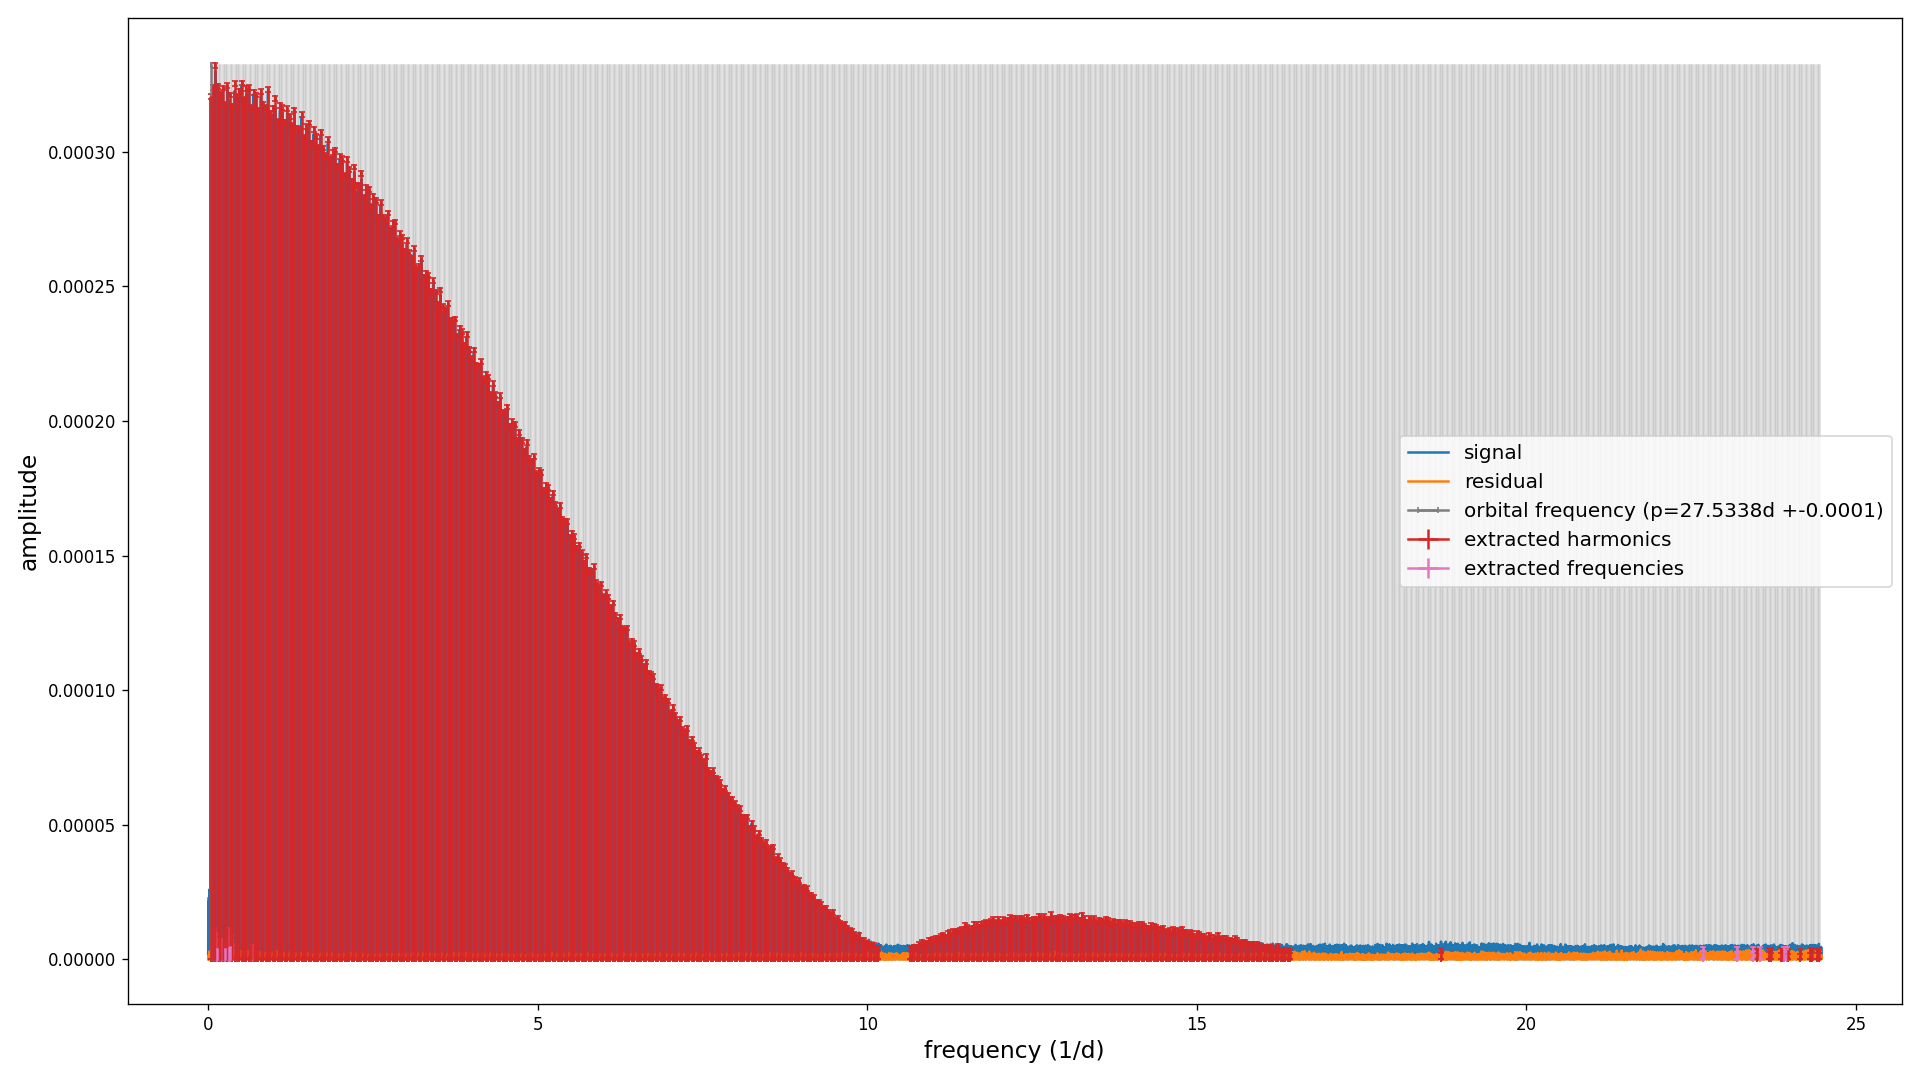 amplitude
0.00030
0.00025
0.00020
0.00015
0.00010
0.00005
0.00000
signal
residual
orbital frequency (p=27.5338d +-0.0001)
extracted harmonics
extracted frequencies
0 5 10 15 20 25
frequency (1/d)